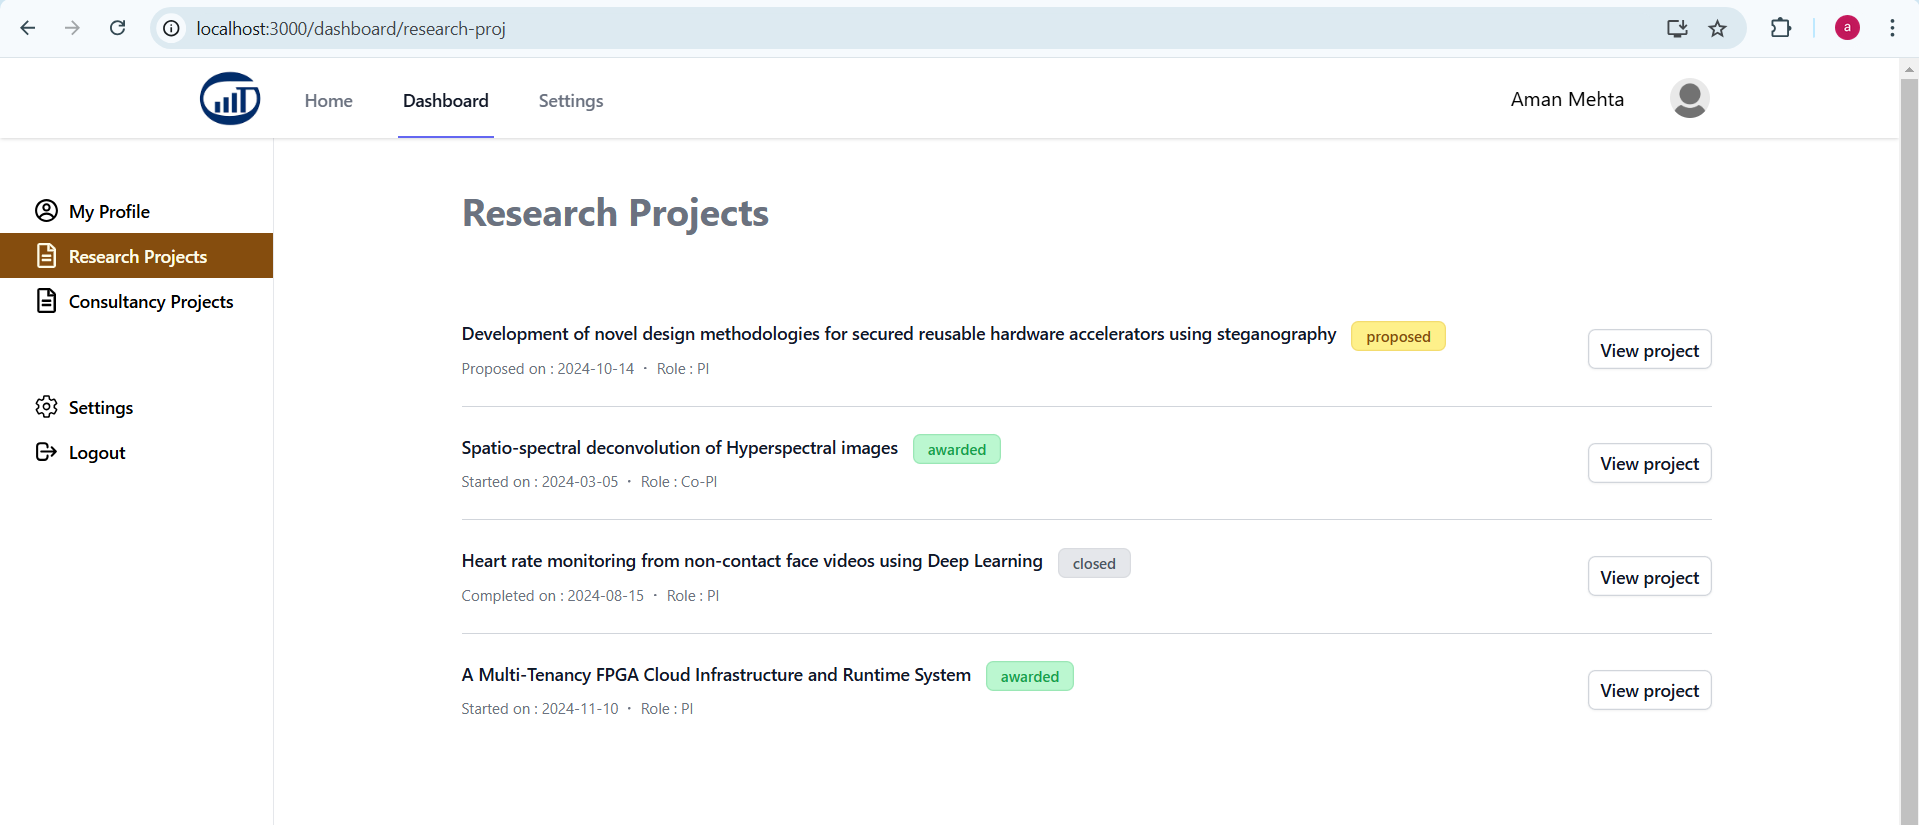 localhost:3000/dashboard/research-proj
a
Home
Dashboard
Settings
Aman Mehta
My Profile
Research Projects
Consultancy Projects
Settings
Logout
Research Projects
Development of novel design methodologies for secured reusable hardware accelerators using steganography proposed
Proposed on : 2024-10-14 · Role : PI
View project
Spatio-spectral deconvolution of Hyperspectral images awarded
Started on : 2024-03-05 · Role : Co-PI
View project
Heart rate monitoring from non-contact face videos using Deep Learning closed
Completed on : 2024-08-15 · Role : PI
View project
A Multi-Tenancy FPGA Cloud Infrastructure and Runtime System awarded
Started on : 2024-11-10 · Role : PI
View project